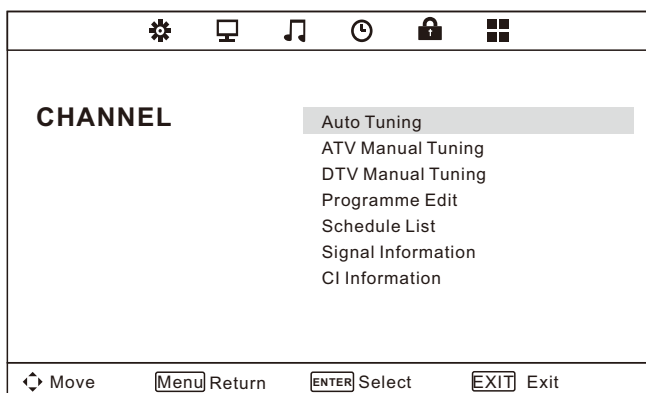 CHANNEL
Auto Tuning
ATV Manual Tuning
DTV Manual Tuning
Programme Edit
Schedule List
Signal Information
CI Information
Move Menu Return ENTER Select EXIT Exit